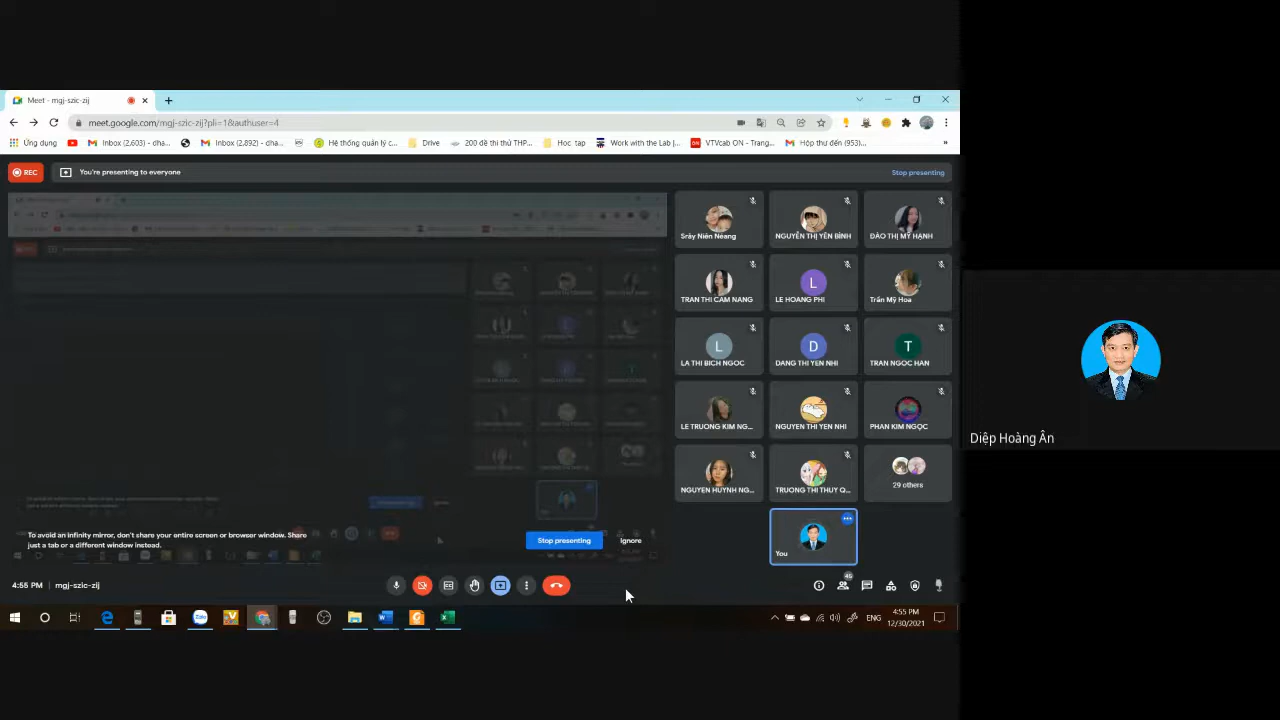 Meet - mgj-szic-zij
meet.google.com/mgj-szic-zij?pli=1&authuser=4
Ứng dụng
Inbox (2,603) - dha...
Inbox (2,892) - dha...
Hệ thống quản lý c...
Drive
200 đề thi thử THP...
Học tập
Work with the Lab |...
VTVcab ON - Trang...
Hộp thư đến (953)...
REC
You're presenting to everyone
Stop presenting
Srây Niên Néang
NGUYỄN THỊ YẾN BÌNH
ĐÀO THỊ MỸ HẠNH
TRAN THI CAM NANG
L
LE HOANG PHI
Trần Mỹ Hoa
L
LA THI BICH NGOC
D
DANG THI YEN NHI
T
TRAN NGOC HAN
LE TRUONG KIM NG...
NGUYEN THI YEN NHI
PHAN KIM NGỌC
NGUYEN HUYNH NG...
TRUONG THI THUY Q...
29 others
You
To avoid an infinity mirror, don't share your entire screen or browser window. Share
just a tab or a different window instead.
Stop presenting
Ignore
4:55 PM
mgj-szic-zij
45
ENG
4:55 PM
12/30/2021
Diệp Hoàng Ân